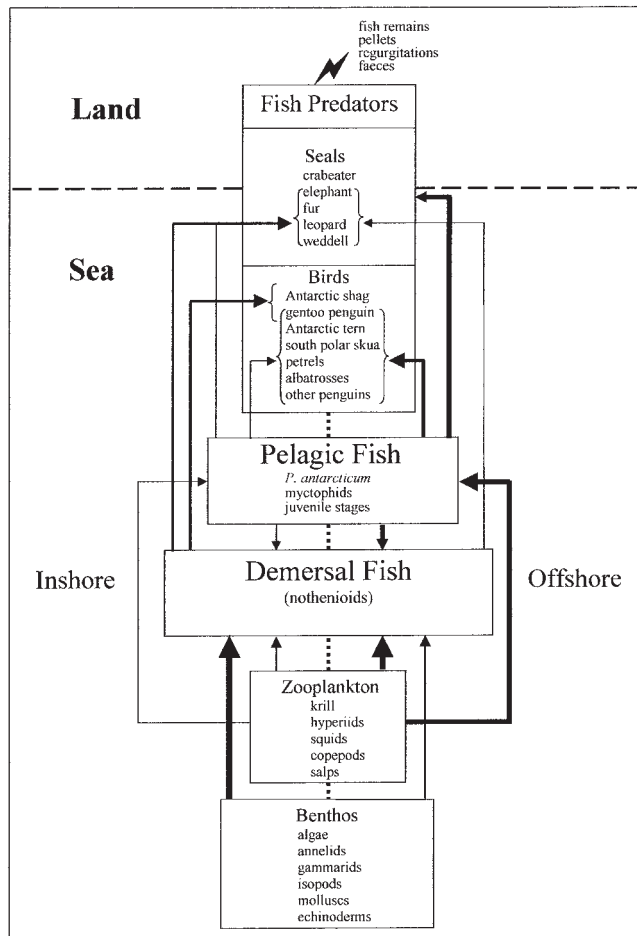 fish remains
pellets
regurgitations
faeces
Land
Fish Predators
Seals
crabeater
elephant
fur
leopard
weddell
Sea
Birds
Antarctic shag
gentoo penguin
Antarctic tern
south polar skua
petrels
albatrosses
other penguins
Pelagic Fish
P. antarcticum
myctophids
juvenile stages
Inshore
Demersal Fish
(nothenioids)
Offshore
Zooplankton
krill
hyperiids
squids
copepods
salps
Benthos
algae
annelids
gammarids
isopods
molluscs
echinoderms